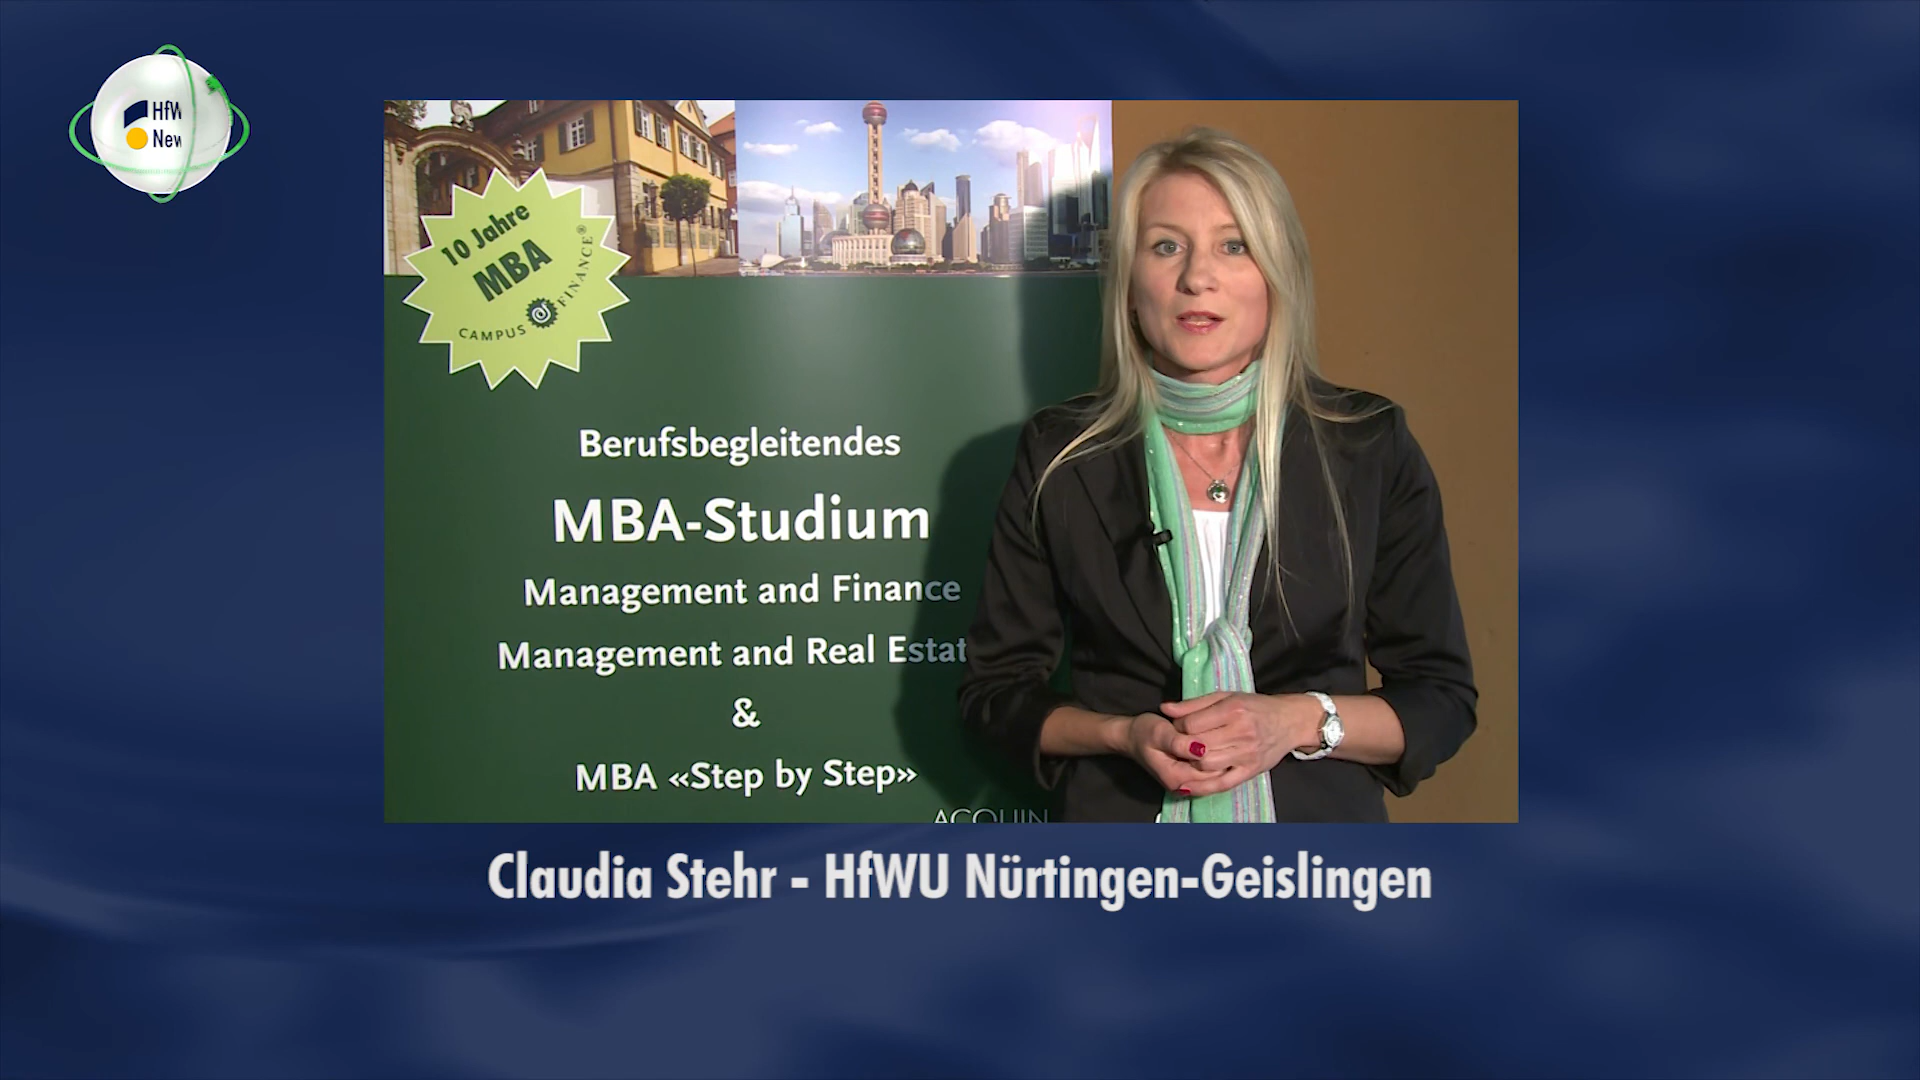 HfW
New
10 Jahre
MBA
CAMPUS FINANCE®
Berufsbegleitendes
MBA-Studium
Management and Finance
Management and Real Estat
&
MBA «Step by Step»
ACQUIN
Claudia Stehr - HfWU Nürtingen-Geislingen